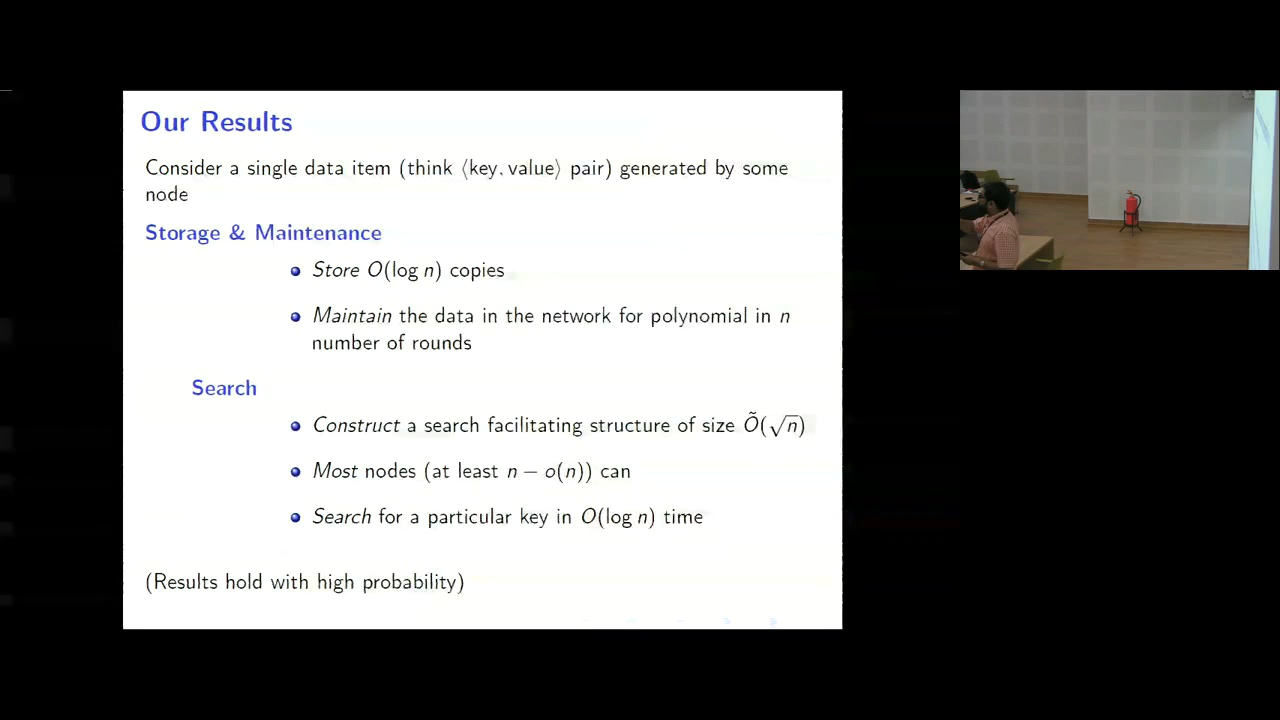 Our Results
Consider a single data item (think ⟨key, value⟩ pair) generated by some
node
Storage & Maintenance
Store O(log n) copies
Maintain the data in the network for polynomial in n
number of rounds
Search
Construct a search facilitating structure of size Õ(√n)
Most nodes (at least n − o(n)) can
Search for a particular key in O(log n) time
(Results hold with high probability)